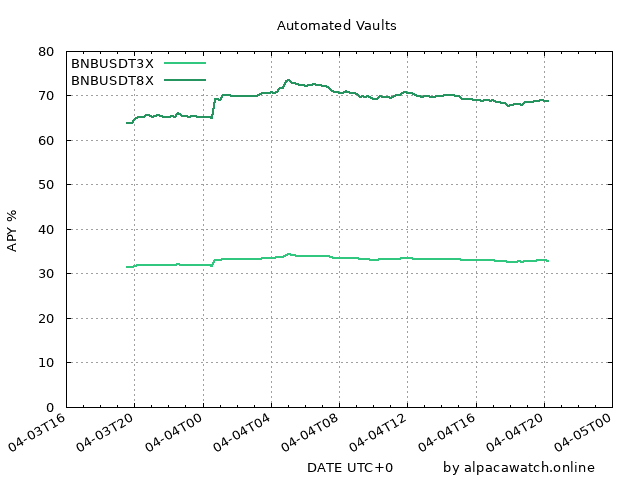 Automated Vaults
BNBUSDT3X
BNBUSDT8X
APY %
80
70
60
50
40
30
20
10
0
04-03T16
04-03T20
04-04T00
04-04T04
04-04T08
04-04T12
04-04T16
04-04T20
04-05T00
DATE UTC+0
by alpacawatch.online